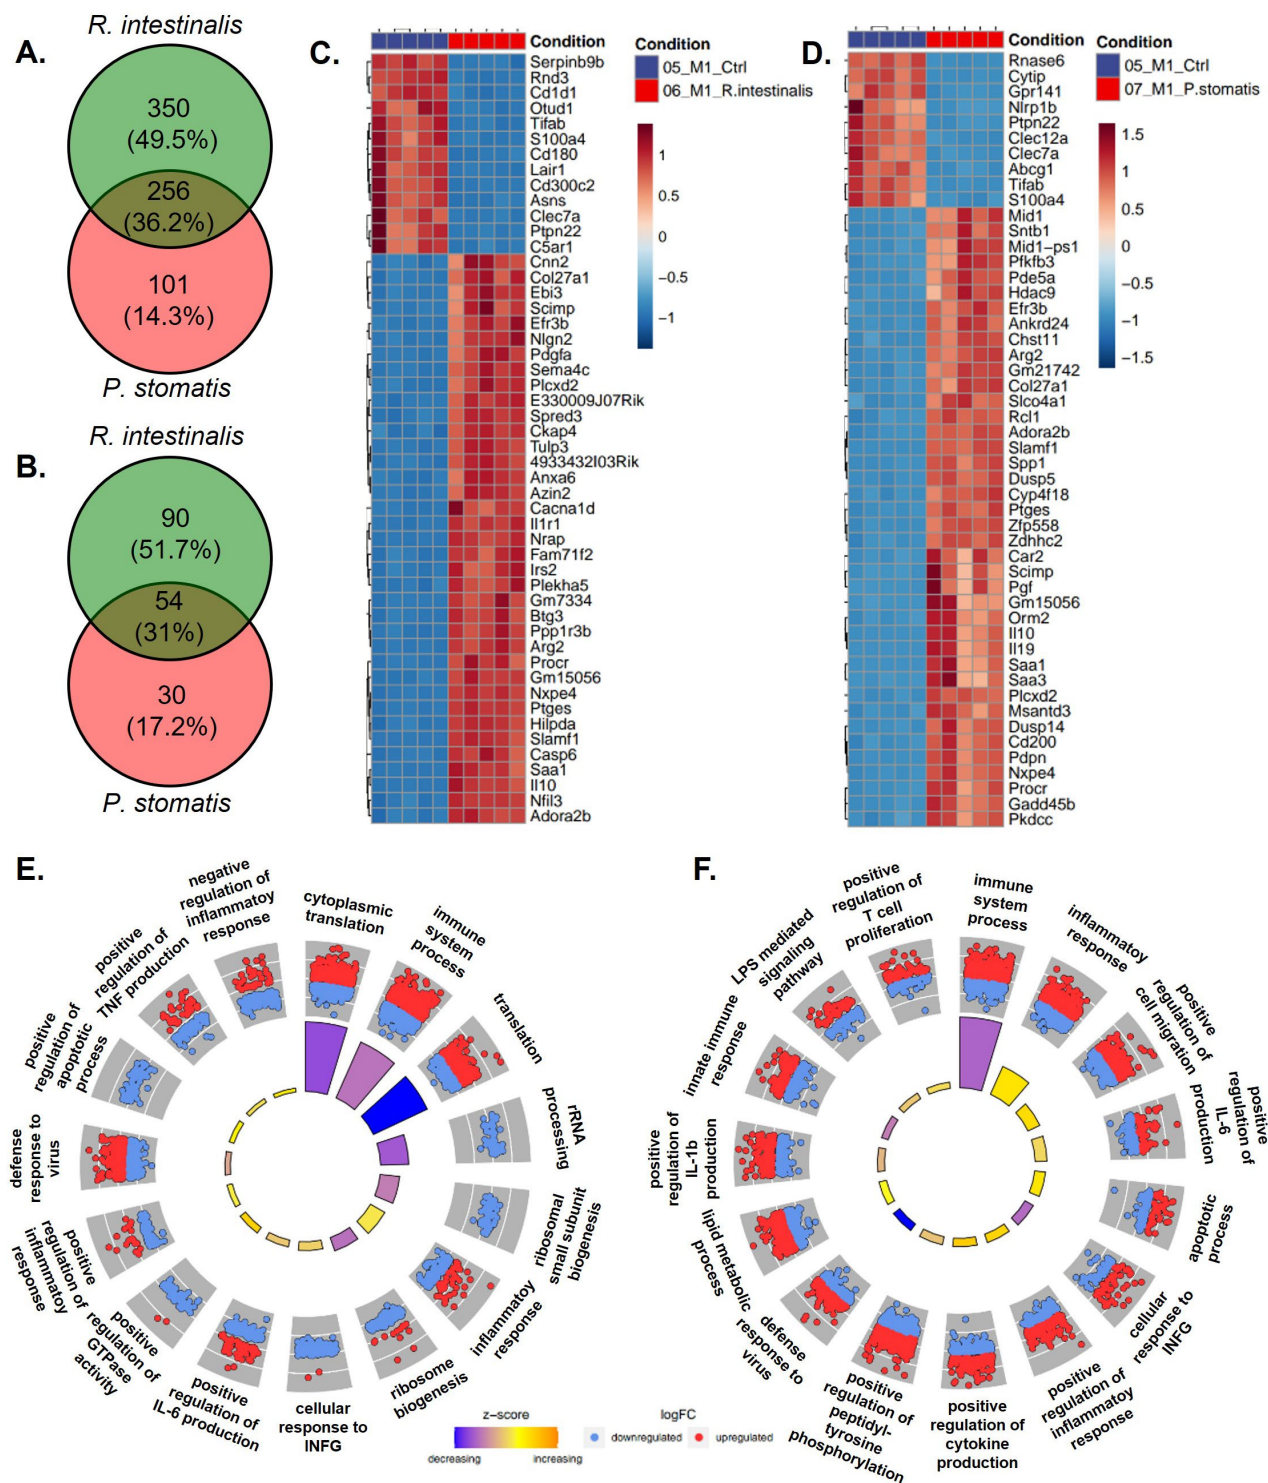 A.
R. intestinalis
350
(49.5%)
256
(36.2%)
101
(14.3%)
P. stomatis
B.
R. intestinalis
90
(51.7%)
54
(31%)
30
(17.2%)
P. stomatis
C.
Condition
Serpinb9b
Rnd3
Cd1d1
Otud1
Tifab
S100a4
Cd180
Lair1
Cd300c2
Asns
Clec7a
Ptpn22
C5ar1
Cnn2
Col27a1
Ebi3
Scimp
Efr3b
Nlgn2
Pdgfa
Sema4c
Plcxd2
E330009J07Rik
Spred3
Ckap4
Tulp3
4933432I03Rik
Anxa6
Azin2
Cacna1d
Il1r1
Nrap
Fam71f2
Irs2
Plekha5
Gm7334
Btg3
Ppp1r3b
Arg2
Procr
Gm15056
Nxpe4
Ptges
Hilpda
Slamf1
Casp6
Saa1
Il10
Nfil3
Adora2b
Condition
05_M1_Ctrl
06_M1_R.intestinalis
1
0.5
0
−0.5
−1
D.
Condition
Rnase6
Cytip
Gpr141
Nlrp1b
Ptpn22
Clec12a
Clec7a
Abcg1
Tifab
S100a4
Mid1
Sntb1
Mid1−ps1
Pfkfb3
Pde5a
Hdac9
Efr3b
Ankrd24
Chst11
Arg2
Gm21742
Col27a1
Slco4a1
Rcl1
Adora2b
Slamf1
Spp1
Dusp5
Cyp4f18
Ptges
Zfp558
Zdhhc2
Car2
Scimp
Pgf
Gm15056
Orm2
Il10
Il19
Saa1
Saa3
Plcxd2
Msantd3
Dusp14
Cd200
Pdpn
Nxpe4
Procr
Gadd45b
Pkdcc
Condition
05_M1_Ctrl
07_M1_P.stomatis
1.5
1
0.5
0
−0.5
−1
−1.5
E.
cytoplasmic
translation
immune
system
process
translation
rRNA
processing
ribosomal
small subunit
biogenesis
inflammatoy
response
ribosome
biogenesis
cellular
response to
INFG
positive
regulation of
IL-6 production
positive
regulation of
GTPase
activity
positive
regulation of
inflammatoy
response
defense
response to
virus
positive
regulation of
apoptotic
process
positive
regulation of
TNF production
negative
regulation of
inflammatoy
response
z−score
decreasing
increasing
logFC
downregulated
upregulated
F.
immune
system
process
inflammatoy
response
positive
regulation of
cell migration
positive
regulation of
IL-6
production
apoptotic
process
cellular
response to
INFG
positive
regulation of
inflammatoy
response
positive
regulation of
cytokine
production
positive
regulation of
peptidyl-
tyrosine
phosphorylation
defense
response to
virus
lipid metabolic
process
positive
regulation of
IL-1b
production
innate immune
response
LPS mediated
signaling
pathway
positive
regulation of
T cell
proliferation